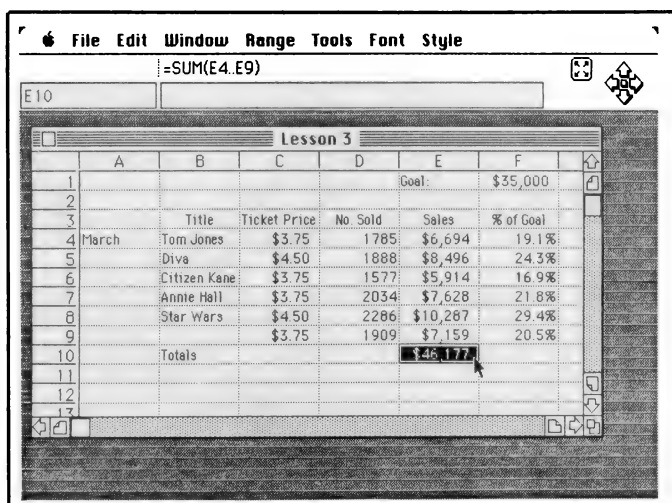 File Edit Window Range Tools Font Style
=SUM(E4..E9)
E10
Lesson 3
A B C D E F
1 Goal: $35,000
2
3 Title Ticket Price No. Sold Sales % of Goal
4 March Tom Jones $3.75 1785 $6,694 19.1%
5 Diva $4.50 1888 $8,496 24.3%
6 Citizen Kane $3.75 1577 $5,914 16.9%
7 Annie Hall $3.75 2034 $7,628 21.8%
8 Star Wars $4.50 2286 $10,287 29.4%
9 $3.75 1909 $7,159 20.5%
10 Totals $46,177
11
12
13